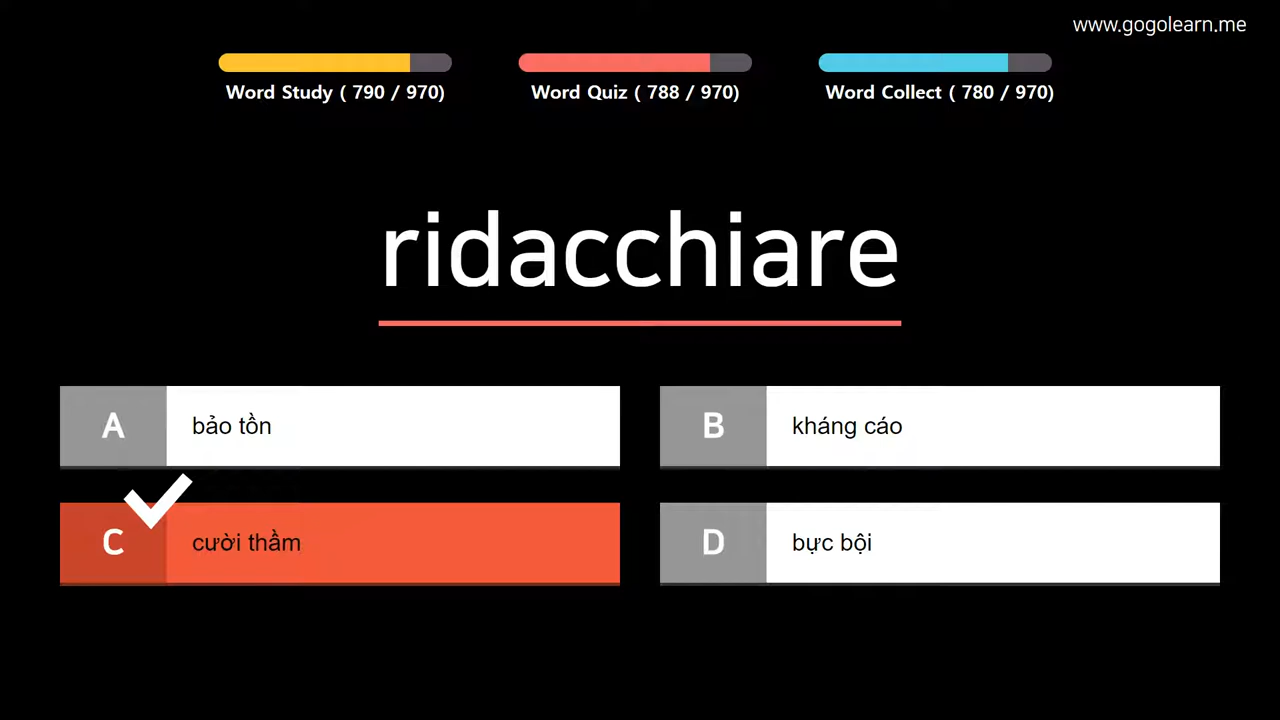 www.gogolearn.me
Word Study ( 790 / 970)
Word Quiz ( 788 / 970)
Word Collect ( 780 / 970)
ridacchiare
A bảo tồn
B kháng cáo
C cười thầm
D bực bội